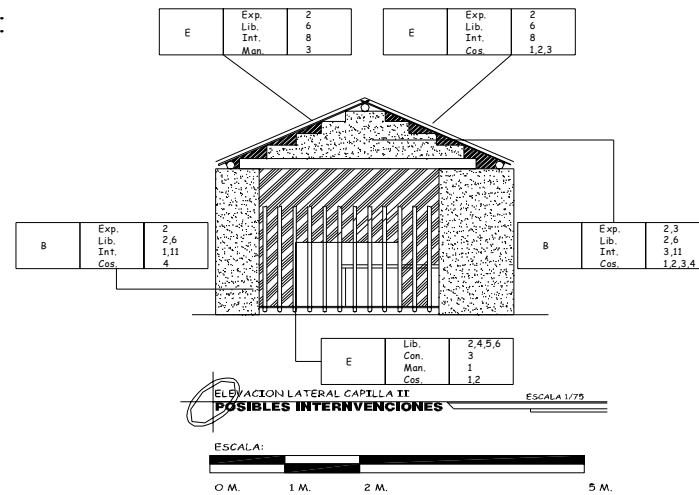 :
E
Exp. 2
Lib. 6
Int. 8
Man. 3
E
Exp. 2
Lib. 6
Int. 8
Cos. 1,2,3
B
Exp. 2
Lib. 2,6
Int. 1,11
Cos. 4
B
Exp. 2,3
Lib. 2,6
Int. 3,11
Cos. 1,2,3,4
E
Lib. 2,4,5,6
Con. 3
Man. 1
Cos. 1,2
ELEVACION LATERAL CAPILLA II ESCALA 1/75
POSIBLES INTERNVENCIONES
ESCALA:
0 M. 1 M. 2 M. 5 M.